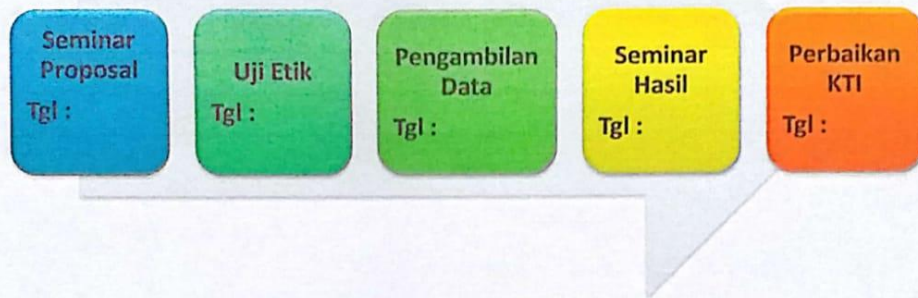 Seminar
Proposal
Tgl :
Uji Etik
Tgl :
Pengambilan
Data
Tgl :
Seminar
Hasil
Tgl :
Perbaikan
KTI
Tgl :